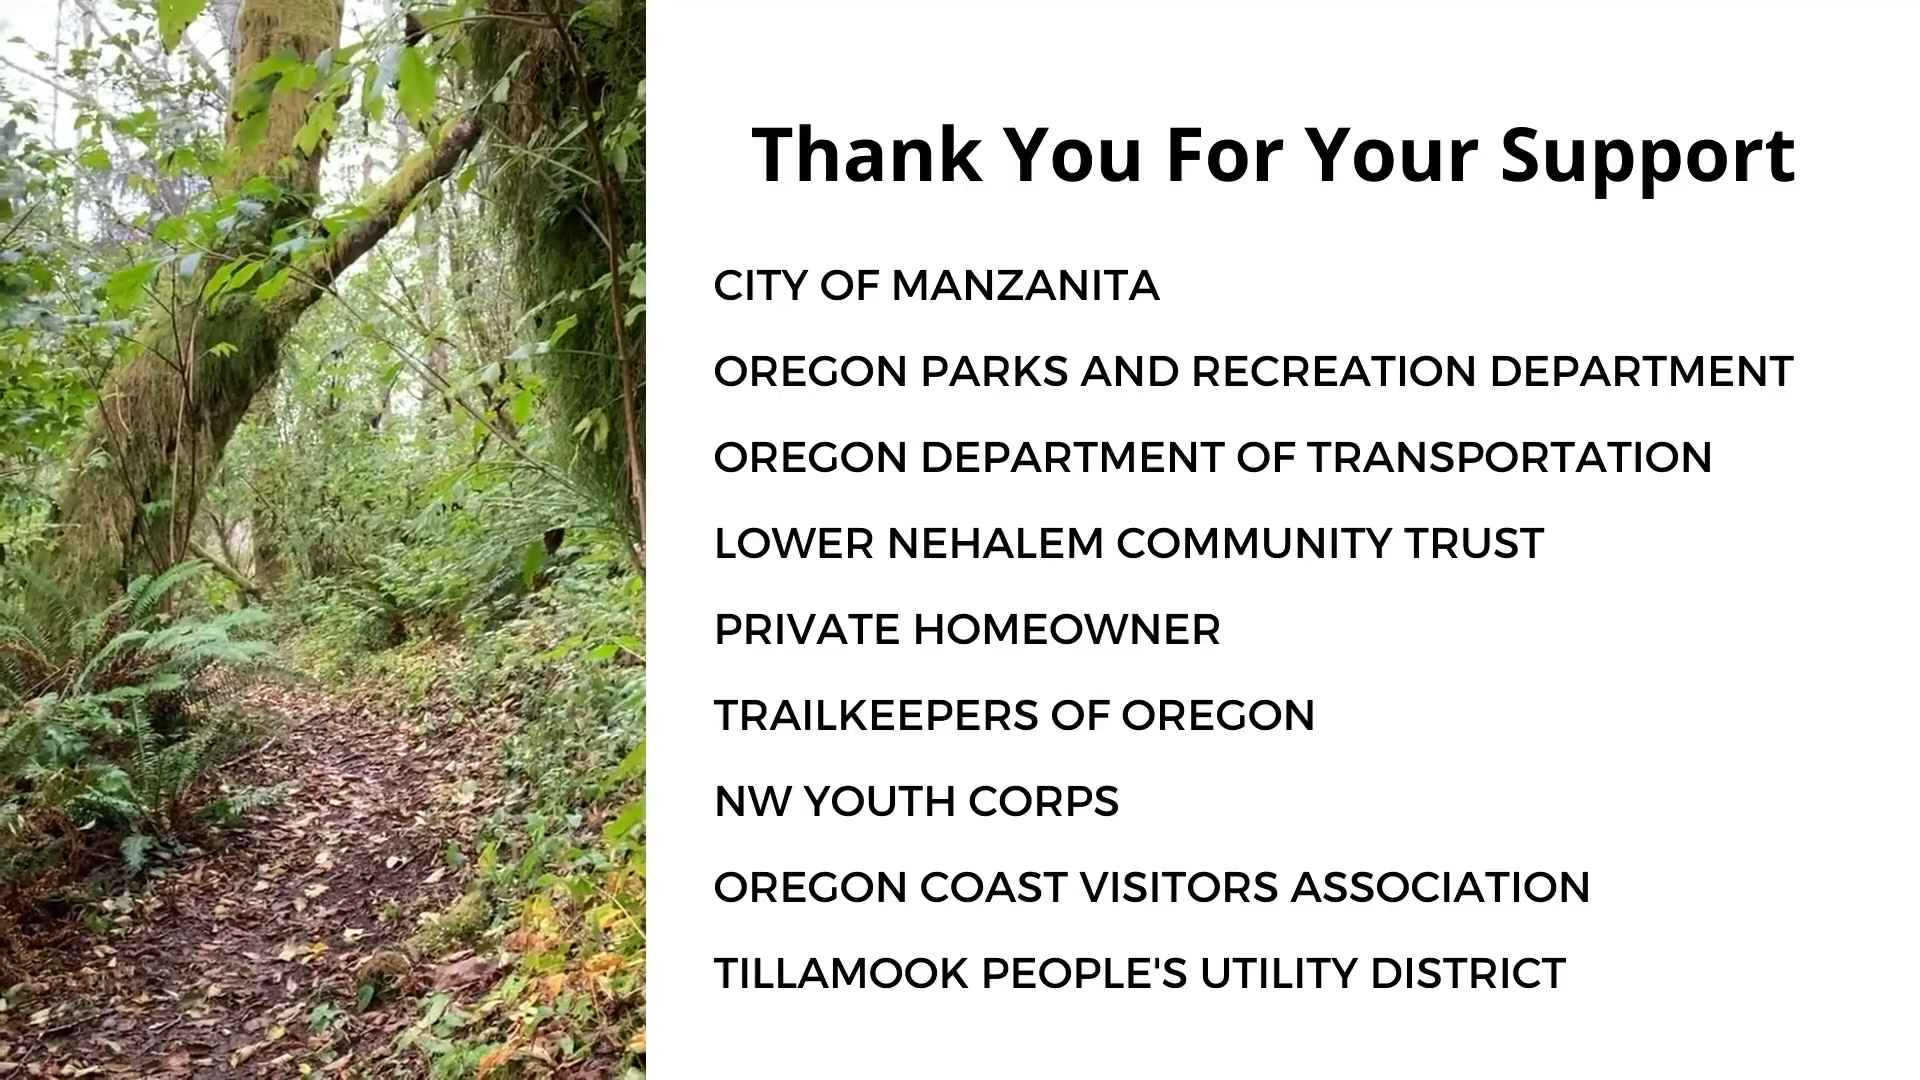 Thank You For Your Support
CITY OF MANZANITA
OREGON PARKS AND RECREATION DEPARTMENT
OREGON DEPARTMENT OF TRANSPORTATION
LOWER NEHALEM COMMUNITY TRUST
PRIVATE HOMEOWNER
TRAILKEEPERS OF OREGON
NW YOUTH CORPS
OREGON COAST VISITORS ASSOCIATION
TILLAMOOK PEOPLE'S UTILITY DISTRICT